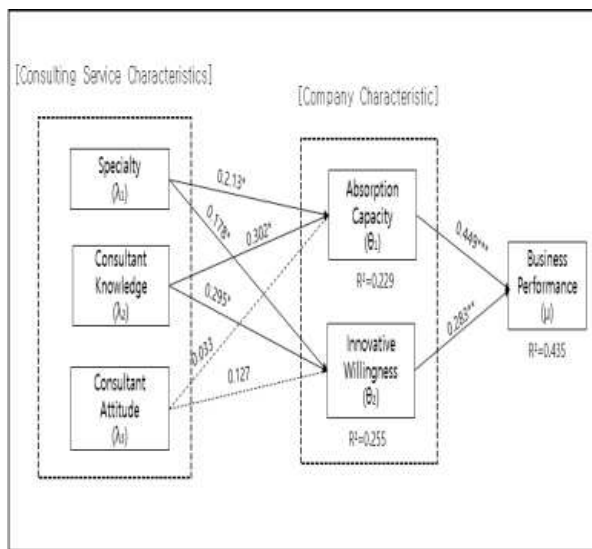 [Consulting Service Characteristics]
[Company Characteristic]
Specialty
(λ₁)
0.2.13*
0.178*
0.302*
Absorption
Capacity
(θ₁)
R²=0.229
0.449***
Consultant
Knowledge
(λ₂)
0.295*
0.283**
Business
Performance
(μ)
R²=0.435
Consultant
Attitude
(λ₃)
0.033
0.127
Innovative
Willingness
(θ₂)
R²=0.255